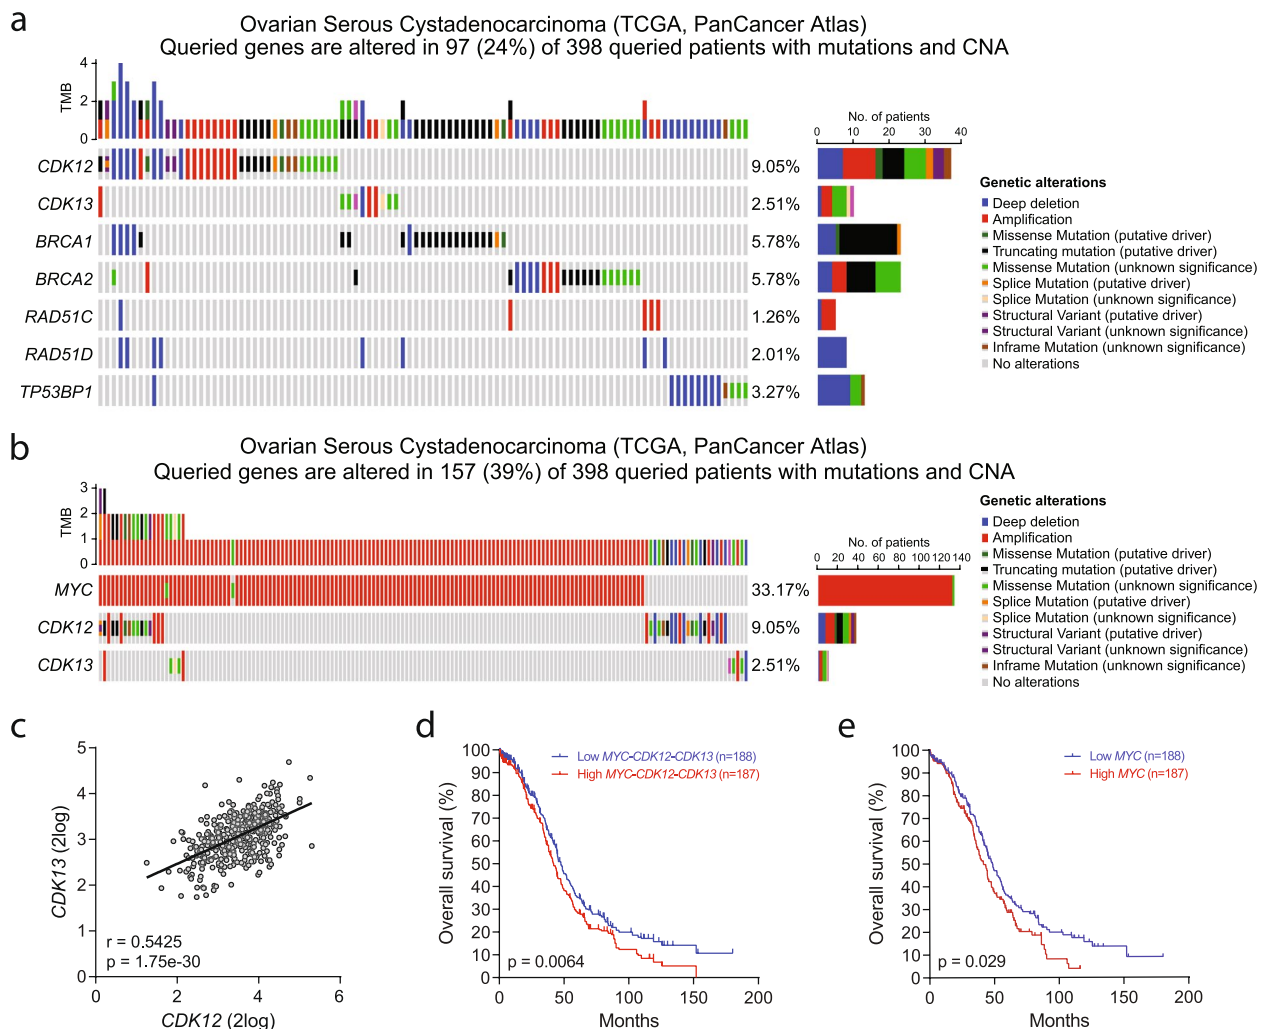 a
Ovarian Serous Cystadenocarcinoma (TCGA, PanCancer Atlas)
Queried genes are altered in 97 (24%) of 398 queried patients with mutations and CNA
TMB
4
2
0
No. of patients
0 10 20 30 40
CDK12 9.05%
CDK13 2.51%
BRCA1 5.78%
BRCA2 5.78%
RAD51C 1.26%
RAD51D 2.01%
TP53BP1 3.27%
Genetic alterations
Deep deletion
Amplification
Missense Mutation (putative driver)
Truncating mutation (putative driver)
Missense Mutation (unknown significance)
Splice Mutation (putative driver)
Splice Mutation (unknown significance)
Structural Variant (putative driver)
Structural Variant (unknown significance)
Inframe Mutation (unknown significance)
No alterations
b
Ovarian Serous Cystadenocarcinoma (TCGA, PanCancer Atlas)
Queried genes are altered in 157 (39%) of 398 queried patients with mutations and CNA
TMB
3
2
1
0
No. of patients
0 20 40 60 80 100 120 140
MYC 33.17%
CDK12 9.05%
CDK13 2.51%
Genetic alterations
Deep deletion
Amplification
Missense Mutation (putative driver)
Truncating mutation (putative driver)
Missense Mutation (unknown significance)
Splice Mutation (putative driver)
Splice Mutation (unknown significance)
Structural Variant (putative driver)
Structural Variant (unknown significance)
Inframe Mutation (unknown significance)
No alterations
c
CDK13 (2log)
5
4
3
2
1
0
r = 0.5425
p = 1.75e-30
0 2 4 6
CDK12 (2log)
d
Overall survival (%)
100
90
80
70
60
50
40
30
20
10
0
Low MYC-CDK12-CDK13 (n=188)
High MYC-CDK12-CDK13 (n=187)
p = 0.0064
0 50 100 150 200
Months
e
Overall survival (%)
100
90
80
70
60
50
40
30
20
10
0
Low MYC (n=188)
High MYC (n=187)
p = 0.029
0 50 100 150 200
Months